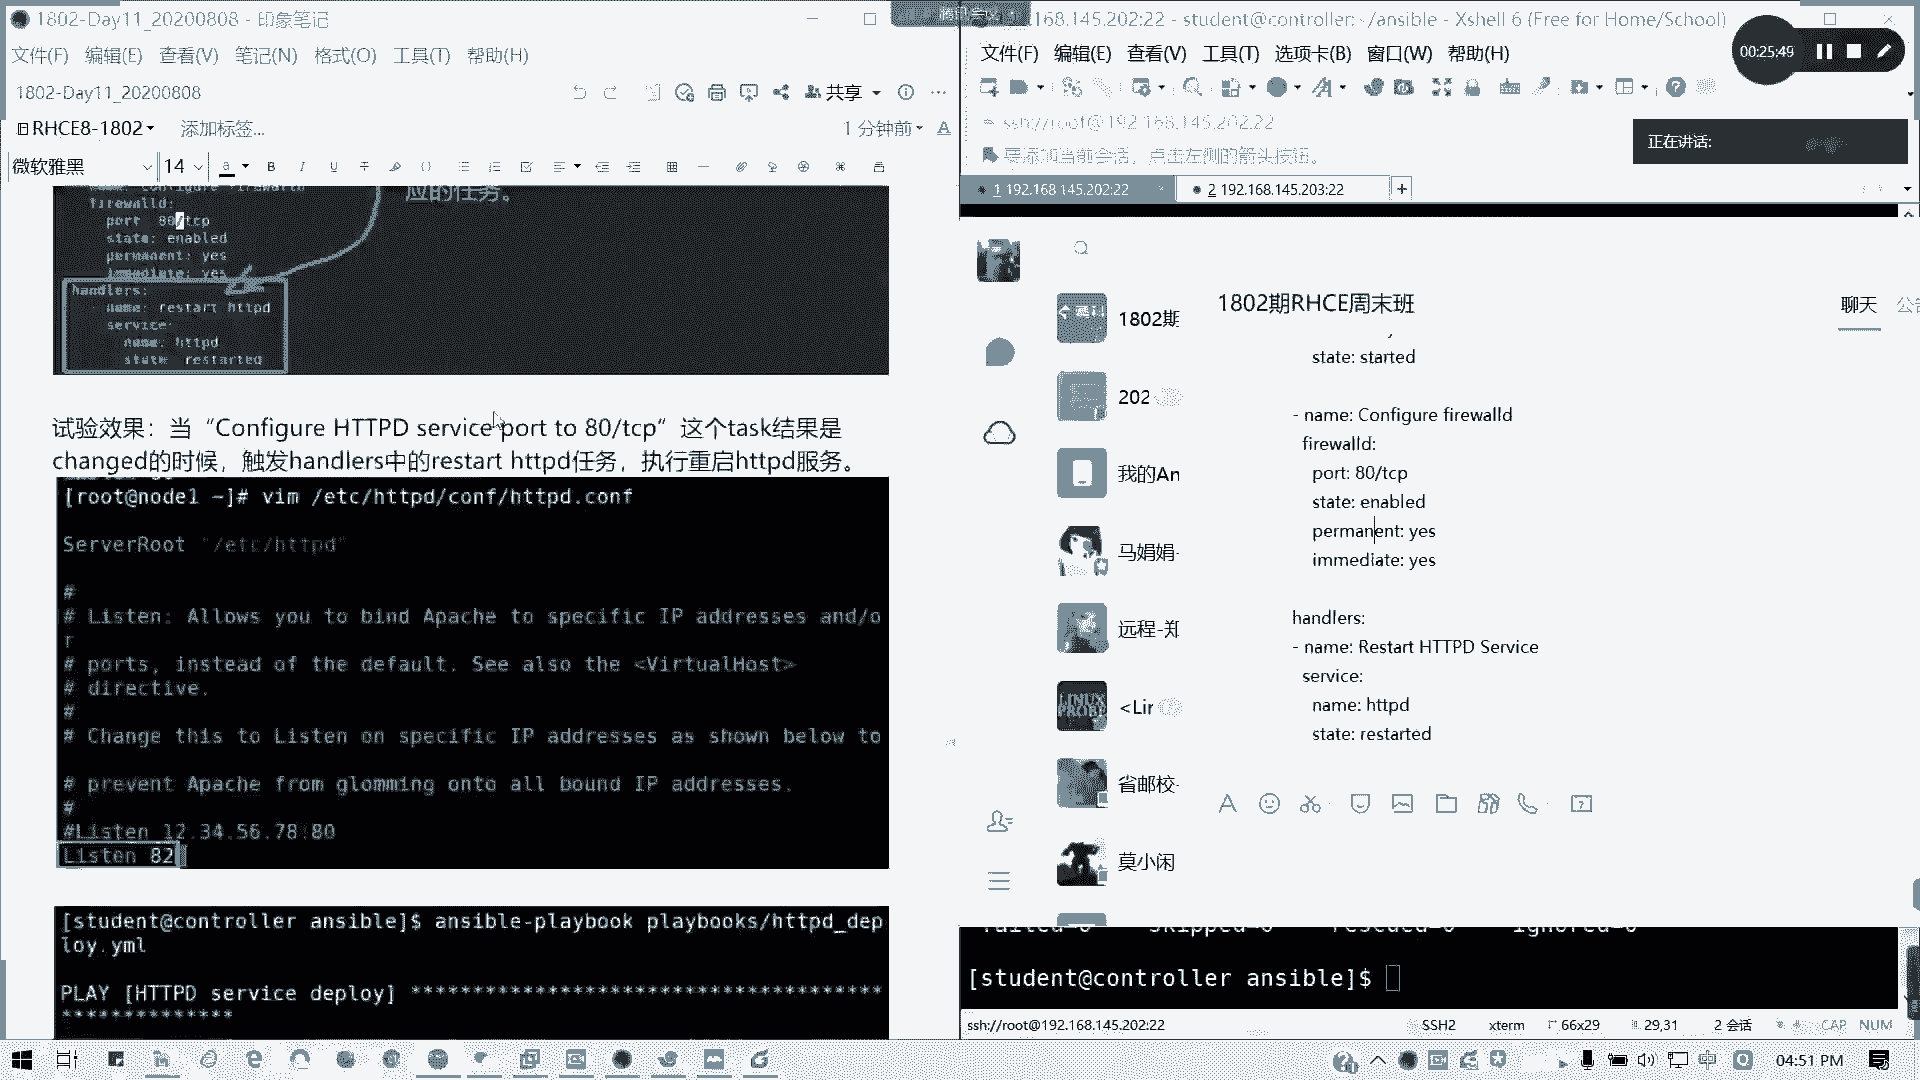 1802-Day11_20200808 - 印象笔记
文件(F) 编辑(E) 查看(V) 笔记(N) 格式(O) 工具(T) 帮助(H)
1802-Day11_20200808
共享
RHCE8-1802
添加标签...
1 分钟前
微软雅黑
14
应的任务。
firewalld:
port 80/tcp
state: enabled
permanent: yes
immediate: yes
handlers:
name: restart httpd
service:
name: httpd
state restarted
试验效果：当“Configure HTTPD service port to 80/tcp”这个task结果是
changed的时候，触发handlers中的restart httpd任务，执行重启httpd服务。
[root@node1 ~]# vim /etc/httpd/conf/httpd.conf
ServerRoot "/etc/httpd"
#
# Listen: Allows you to bind Apache to specific IP addresses and/o
r
# ports, instead of the default. See also the <VirtualHost>
# directive.
#
# Change this to Listen on specific IP addresses as shown below to
# prevent Apache from glomming onto all bound IP addresses.
#
#Listen 12.34.56.78:80
Listen 82
[student@controller ansible]$ ansible-playbook playbooks/httpd_dep
loy.yml
PLAY [HTTPD service deploy] ***************************************
**************
.168.145.202:22 - student@controller: ~/ansible - Xshell 6 (Free for Home/School)
文件(F) 编辑(E) 查看(V) 工具(T) 选项卡(B) 窗口(W) 帮助(H)
00:25:49
ssh://root@192.168.145.202:22
要添加当前会话，点击左侧的箭头按钮。
正在讲话:
1 192.168.145.202:22
2 192.168.145.203:22
1802期
202
我的An
马娟娟-
远程-郑
<Lir
省邮校-
莫小闲
1802期RHCE周末班
聊天
公告
state: started
- name: Configure firewalld
firewalld:
port: 80/tcp
state: enabled
permanent: yes
immediate: yes
handlers:
- name: Restart HTTPD Service
service:
name: httpd
state: restarted
failed=0 skipped=0 rescued=0 ignored=0
[student@controller ansible]$
ssh://root@192.168.145.202:22
SSH2
xterm
66x29
29,31
2 会话
CAP
NUM
中
04:51 PM